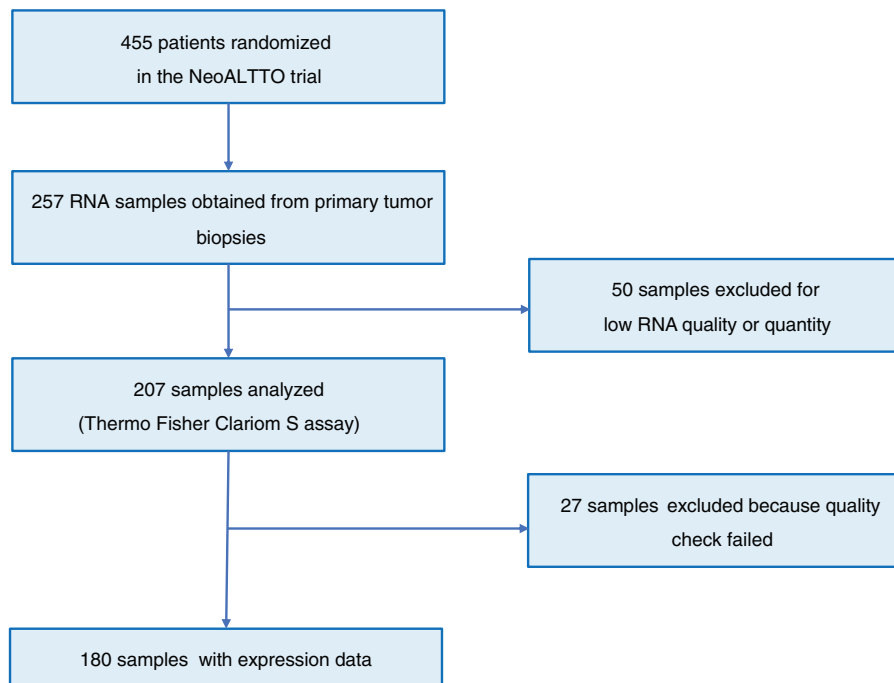 455 patients randomized
in the NeoALTTO trial
257 RNA samples obtained from primary tumor
biopsies
50 samples excluded for
low RNA quality or quantity
207 samples analyzed
(Thermo Fisher Clariom S assay)
27 samples excluded because quality
check failed
180 samples with expression data